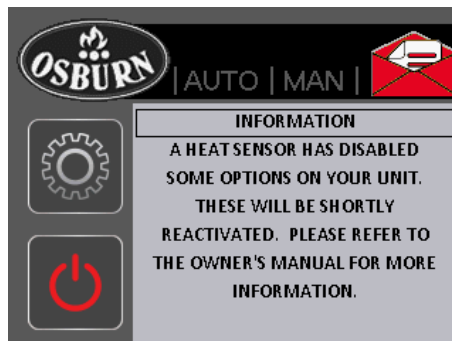 OSBURN
| AUTO | MAN |
INFORMATION
A HEAT SENSOR HAS DISABLED
SOME OPTIONS ON YOUR UNIT.
THESE WILL BE SHORTLY
REACTIVATED. PLEASE REFER TO
THE OWNER'S MANUAL FOR MORE
INFORMATION.